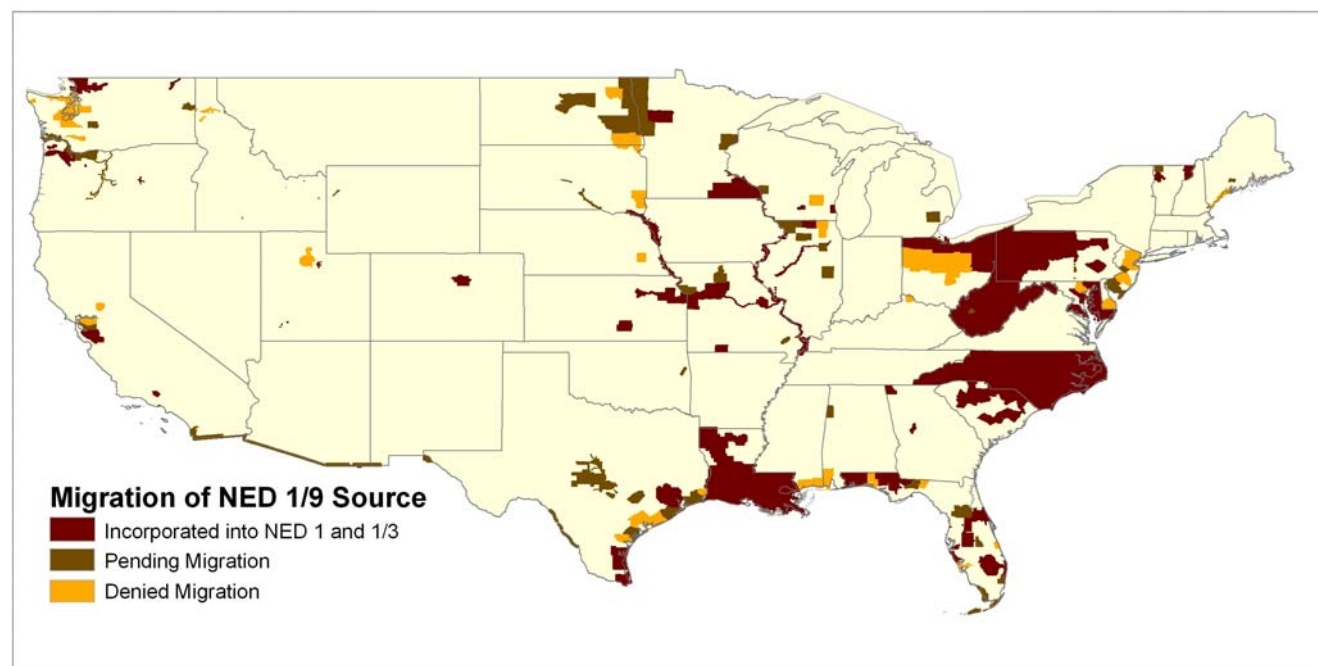 Migration of NED 1/9 Source
Incorporated into NED 1 and 1/3
Pending Migration
Denied Migration